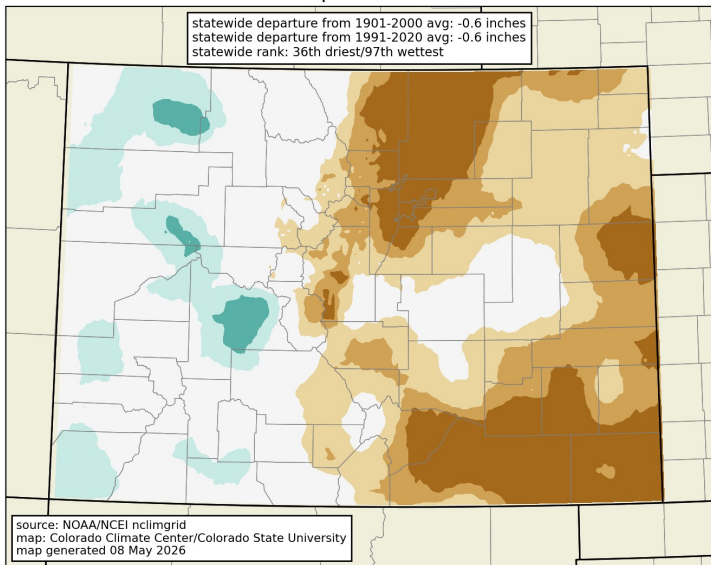 statewide departure from 1901-2000 avg: -0.6 inches
statewide departure from 1991-2020 avg: -0.6 inches
statewide rank: 36th driest/97th wettest
source: NOAA/NCEI nclimgrid
map: Colorado Climate Center/Colorado State University
map generated 08 May 2026